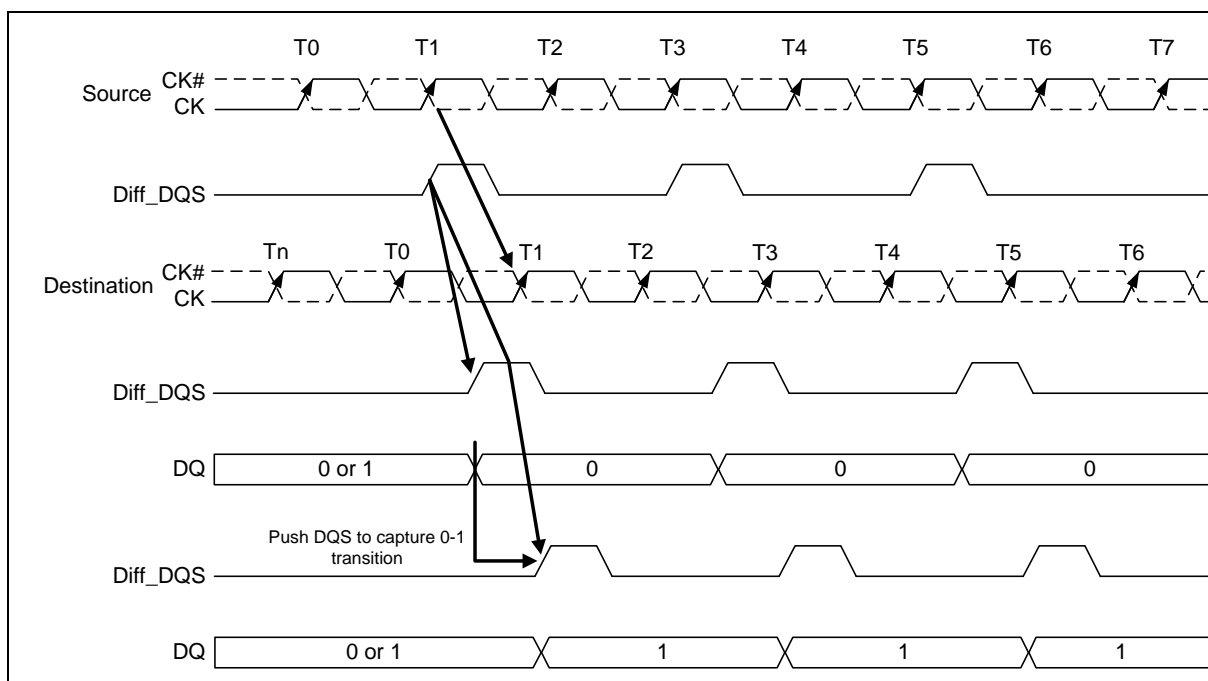 T0 T1 T2 T3 T4 T5 T6 T7
CK#
Source
CK
Diff_DQS
Tn T0 T1 T2 T3 T4 T5 T6
CK#
Destination
CK
Diff_DQS
DQ 0 or 1 0 0 0
Push DQS to capture 0-1
transition
Diff_DQS
DQ 0 or 1 1 1 1